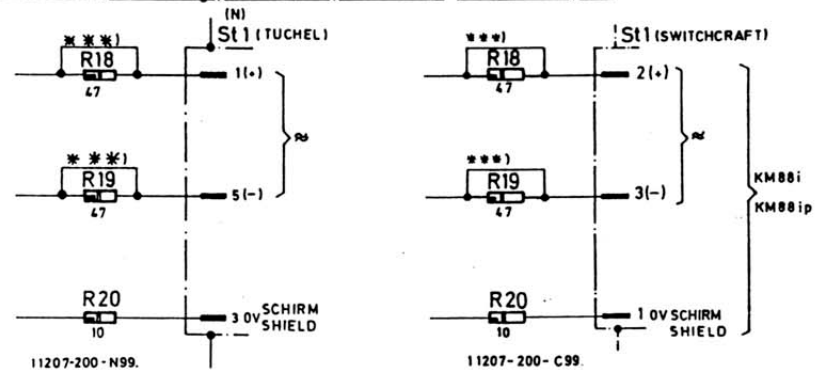 (N)
St1 (TUCHEL)
***)
R18
47
1(+)
≈
***)
R19
47
5(-)
R20
10
3 0V SCHIRM
SHIELD
11207-200-N99.
St1 (SWITCHCRAFT)
***)
R18
47
2(+)
≈
***)
R19
47
3(-)
KM88i
KM88ip
R20
10
1 0V SCHIRM
SHIELD
11207-200-C99.